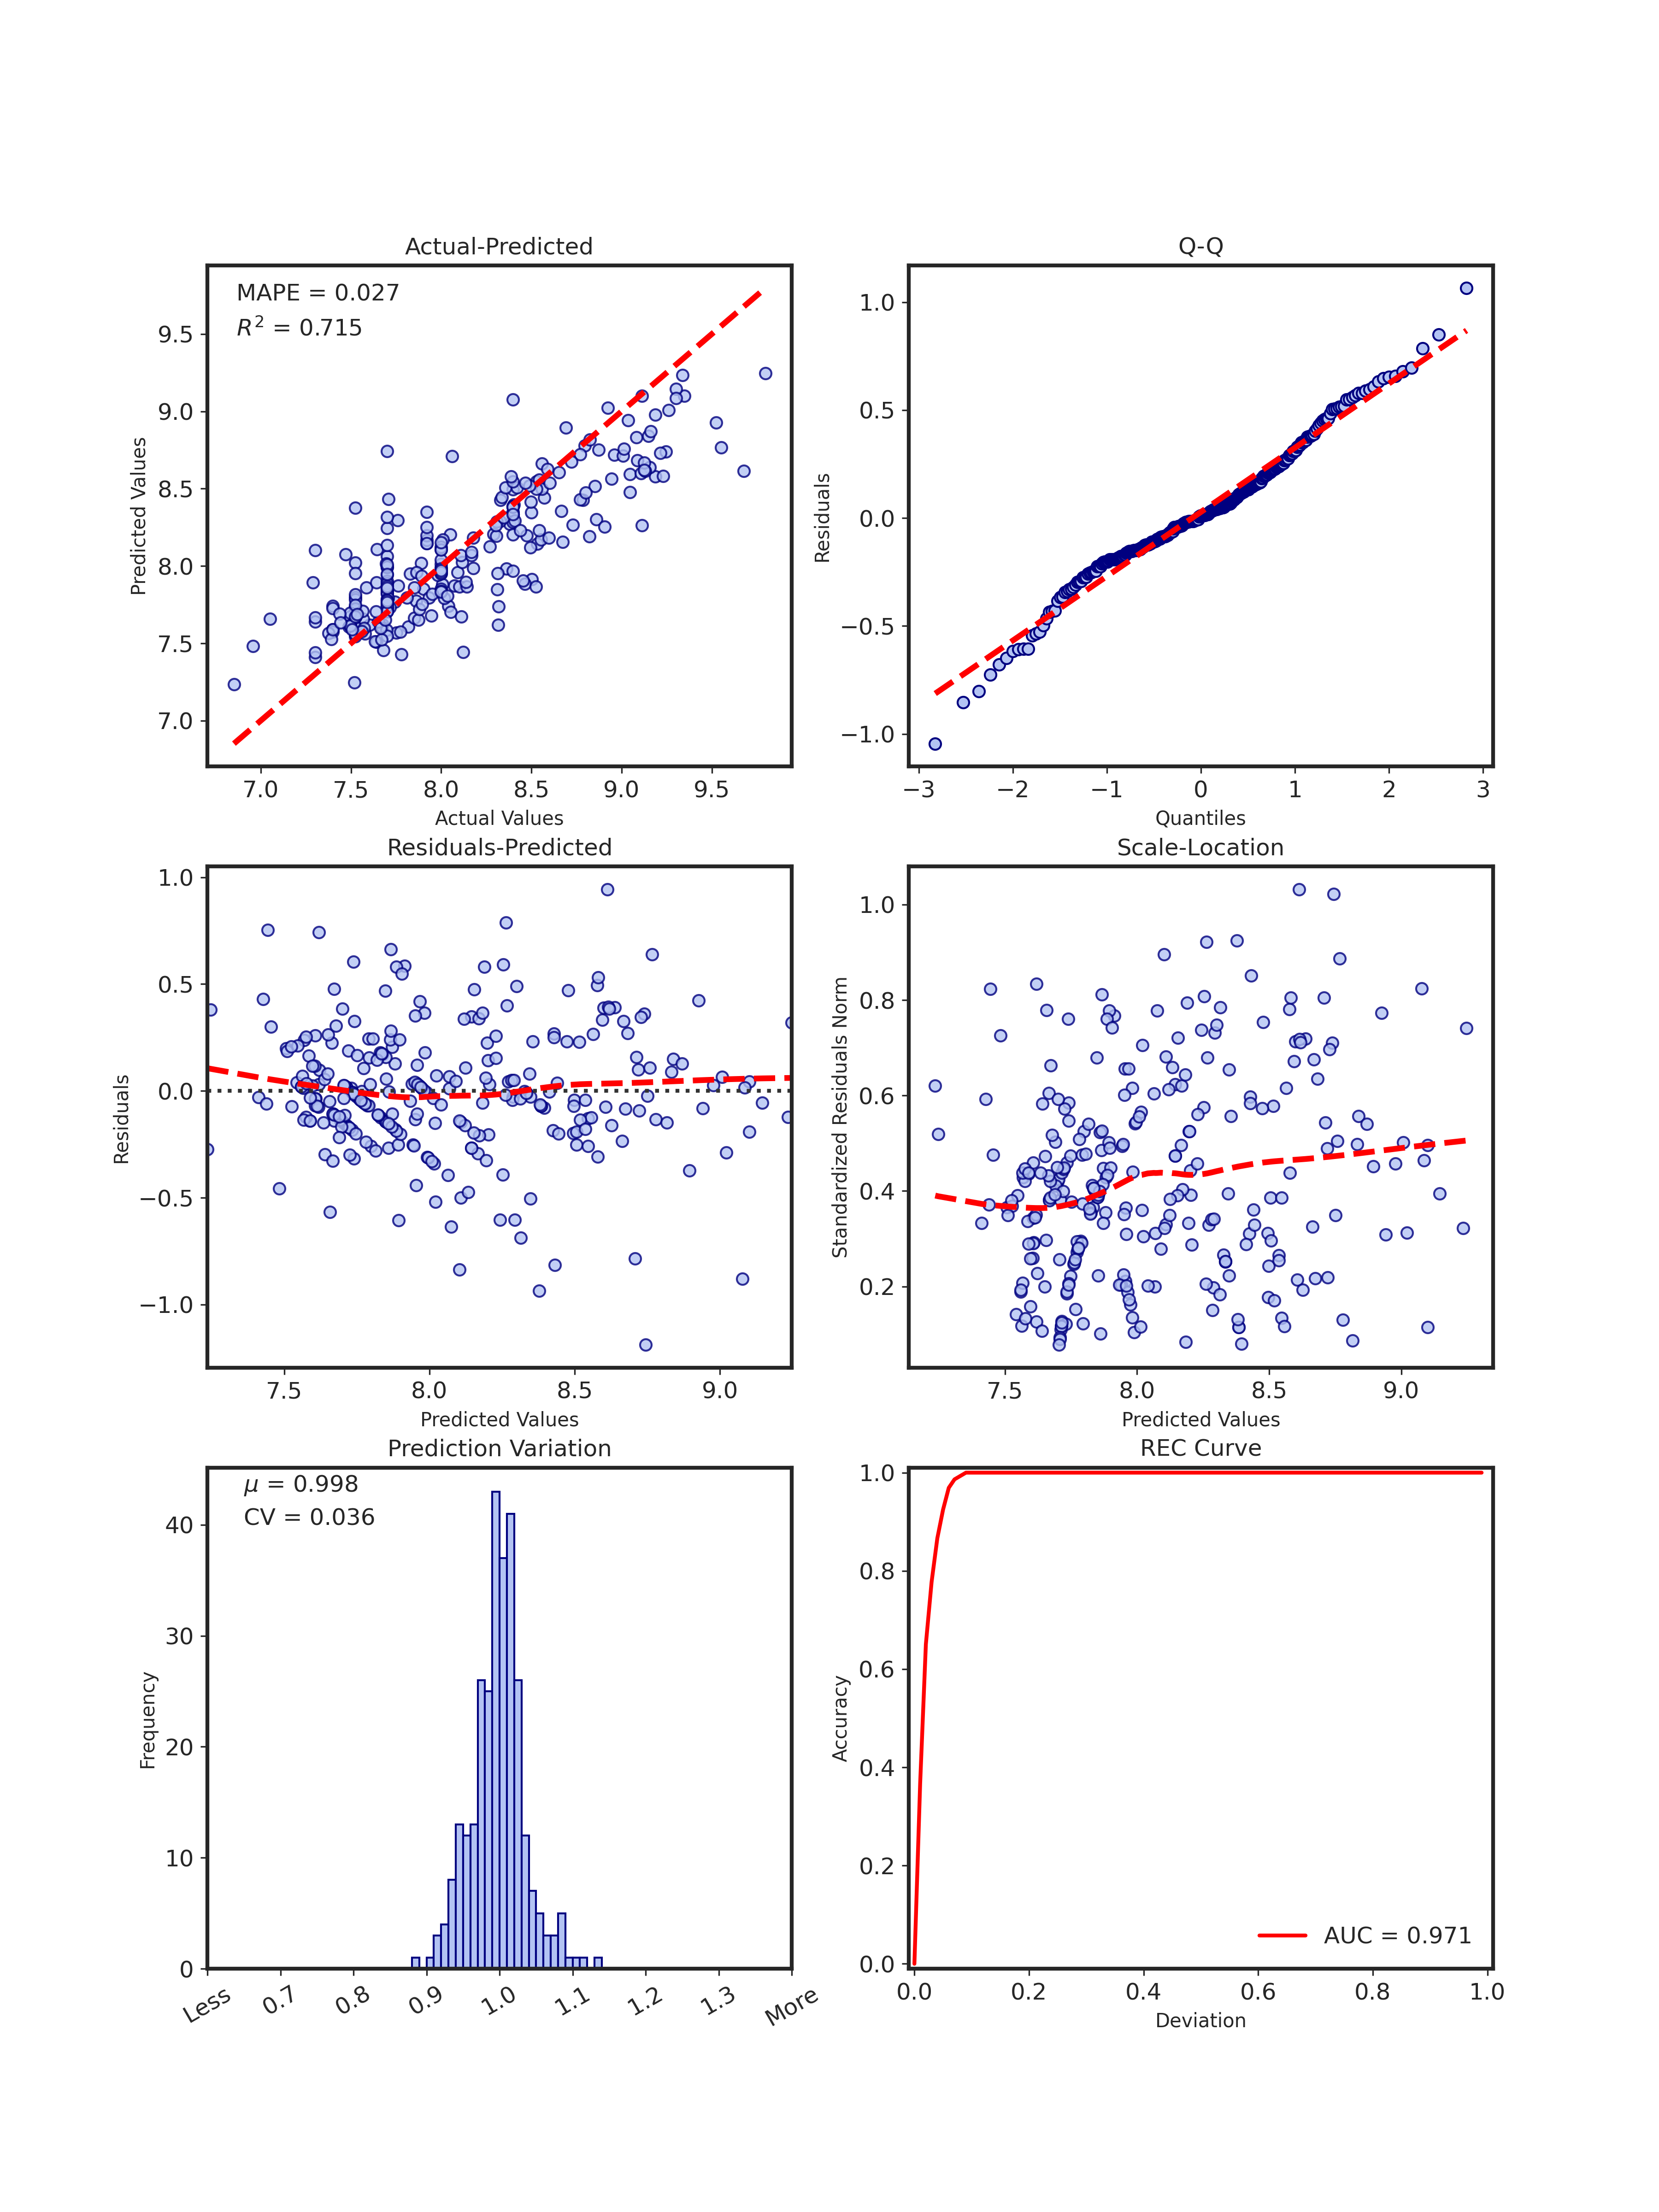 Actual-Predicted
MAPE = 0.027
R² = 0.715
9.5
9.0
8.5
8.0
7.5
7.0
Predicted Values
7.0 7.5 8.0 8.5 9.0 9.5
Actual Values
Q-Q
1.0
0.5
0.0
−0.5
−1.0
Residuals
−3 −2 −1 0 1 2 3
Quantiles
Residuals-Predicted
1.0
0.5
0.0
−0.5
−1.0
Residuals
7.5 8.0 8.5 9.0
Predicted Values
Scale-Location
1.0
0.8
0.6
0.4
0.2
Standardized Residuals Norm
7.5 8.0 8.5 9.0
Predicted Values
Prediction Variation
μ = 0.998
CV = 0.036
40
30
20
10
0
Frequency
Less 0.7 0.8 0.9 1.0 1.1 1.2 1.3 More
REC Curve
1.0
0.8
0.6
0.4
0.2
0.0
Accuracy
AUC = 0.971
0.0 0.2 0.4 0.6 0.8 1.0
Deviation